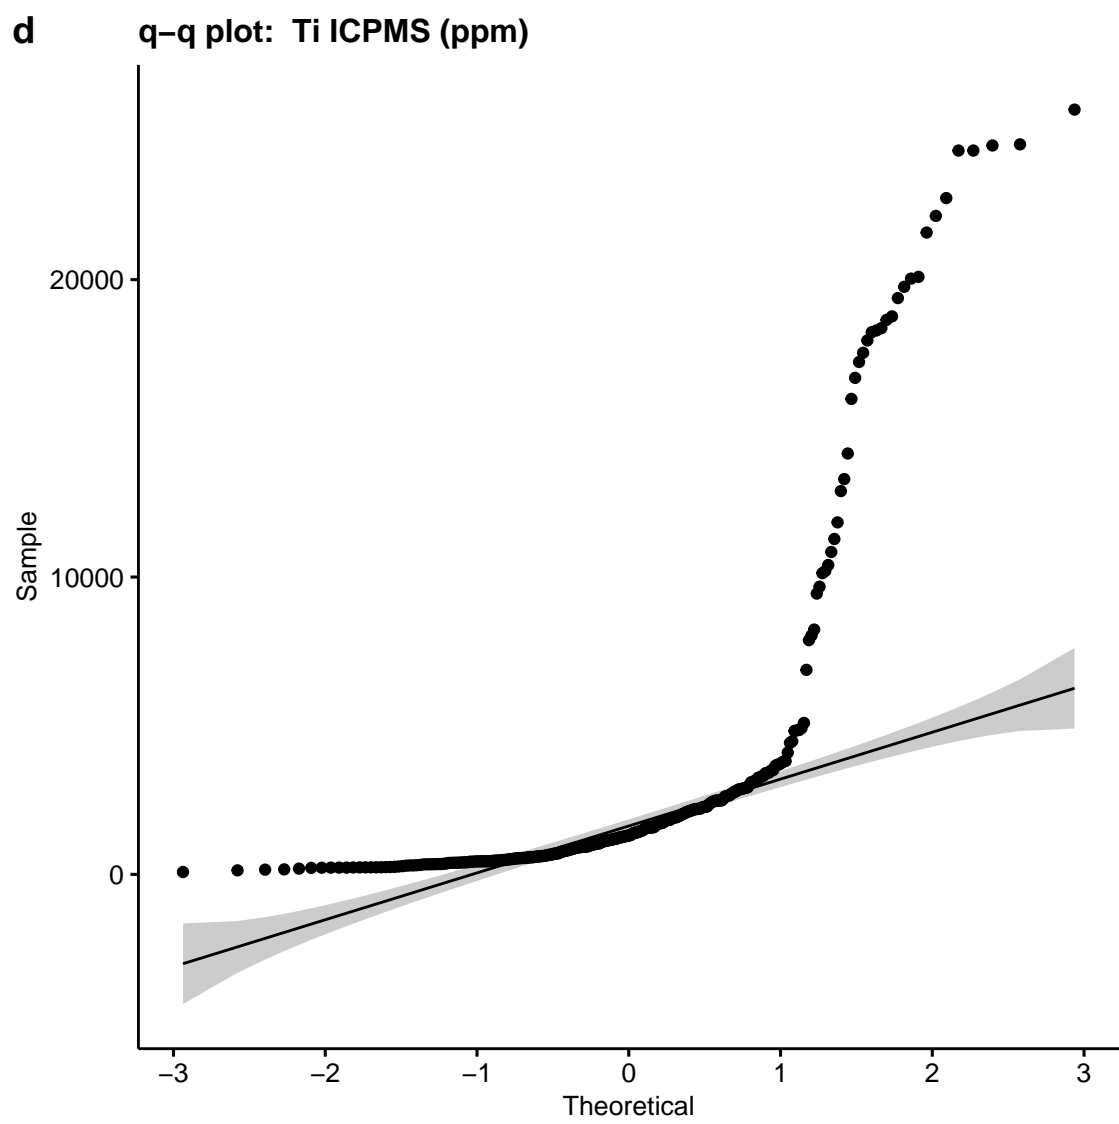 d
q−q plot:  Ti ICPMS (ppm)
20000
10000
0
Sample
−3 −2 −1 0 1 2 3
Theoretical